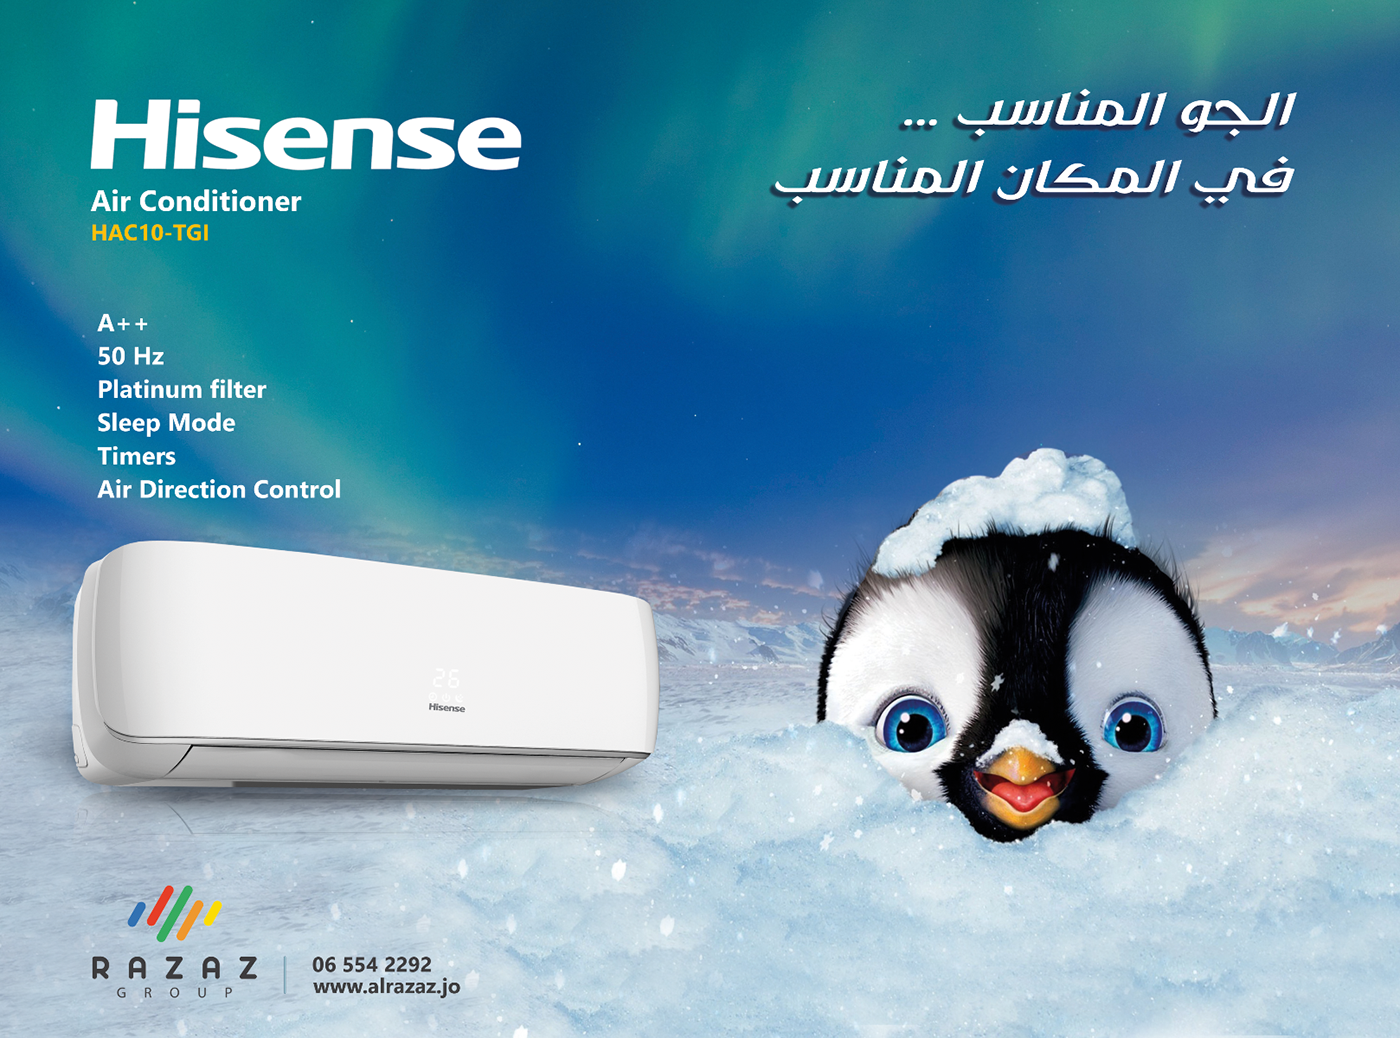 Hisense
Air Conditioner
HAC10-TGI
الجو المناسب ...
في المكان المناسب
A++
50 Hz
Platinum filter
Sleep Mode
Timers
Air Direction Control
26
Hisense
RAZAZ
GROUP
06 554 2292
www.alrazaz.jo